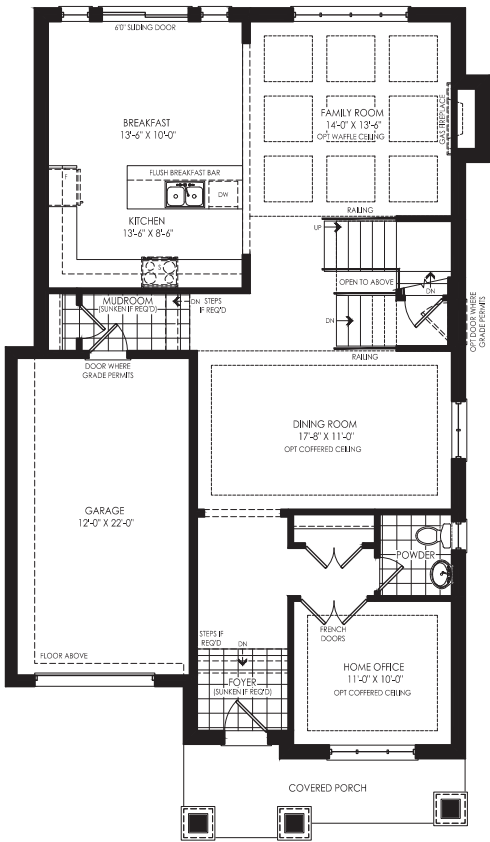 6'0" SLIDING DOOR
BREAKFAST
13'-6" X 10'-0"
FAMILY ROOM
14'-0" X 13'-6"
OPT WAFFLE CEILING
GAS FIREPLACE
FLUSH BREAKFAST BAR
DW
KITCHEN
13'-6" X 8'-6"
S
RAILING
UP
OPEN TO ABOVE
DN
DN
OPT DOOR WHERE
GRADE PERMITS
MUDROOM
(SUNKEN IF REQ'D)
DN
STEPS
IF REQ'D
DOOR WHERE
GRADE PERMITS
RAILING
DINING ROOM
17'-8" X 11'-0"
OPT COFFERED CEILING
GARAGE
12'-0" X 22'-0"
POWDER
FRENCH
DOORS
STEPS IF
REQ'D
DN
FLOOR ABOVE
FOYER
(SUNKEN IF REQ'D)
HOME OFFICE
11'-0" X 10'-0"
OPT COFFERED CEILING
COVERED PORCH